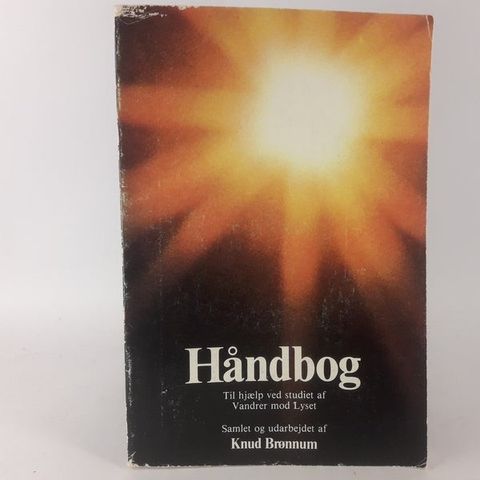 Håndbog
Til hjælp ved studiet af
Vandrer mod Lyset
Samlet og udarbejdet af
Knud Brønnum